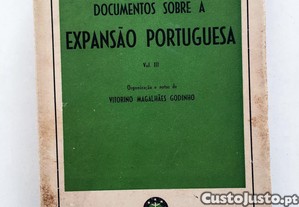 DOCUMENTOS SOBRE A
EXPANSÃO PORTUGUESA
Vol. III
Organização e notas de
VITORINO MAGALHÃES GODINHO
CustoJusto.pt